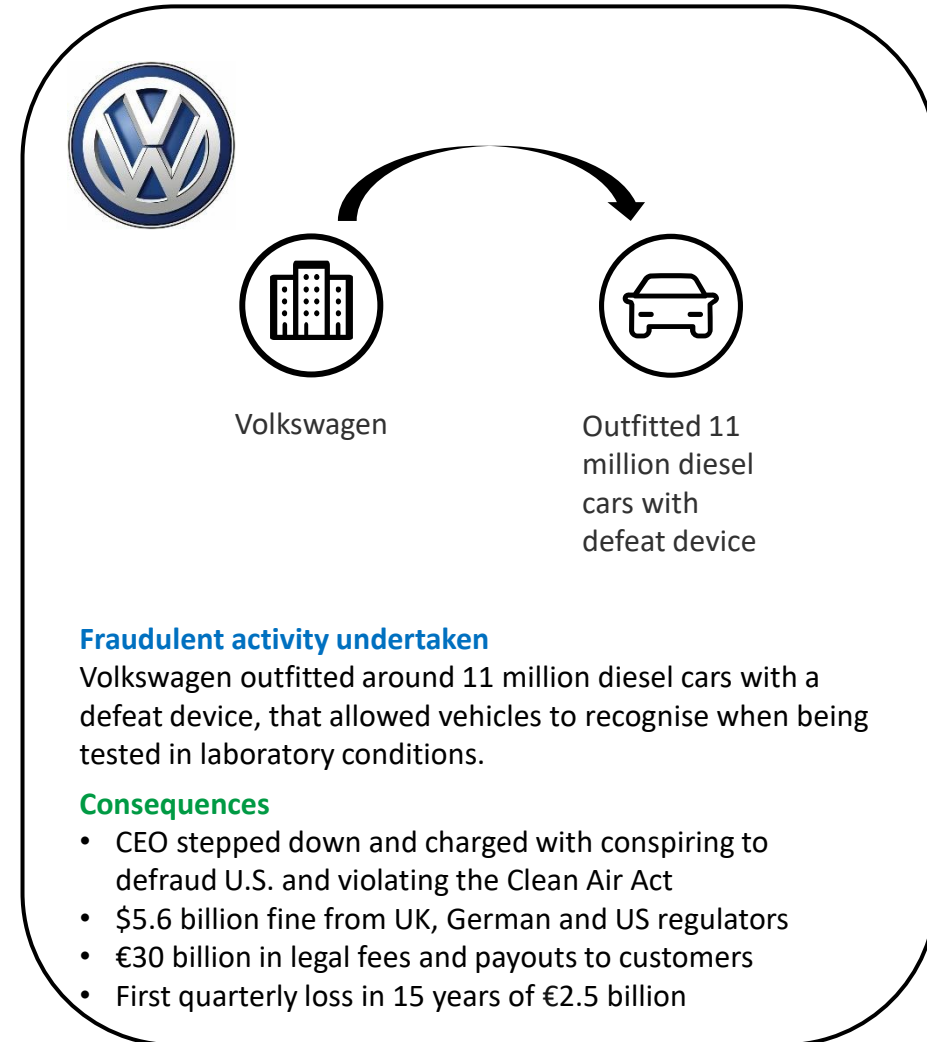 VW
Volkswagen
Outfitted 11
million diesel
cars with
defeat device
Fraudulent activity undertaken
Volkswagen outfitted around 11 million diesel cars with a
defeat device, that allowed vehicles to recognise when being
tested in laboratory conditions.
Consequences
• CEO stepped down and charged with conspiring to
defraud U.S. and violating the Clean Air Act
• $5.6 billion fine from UK, German and US regulators
• €30 billion in legal fees and payouts to customers
• First quarterly loss in 15 years of €2.5 billion